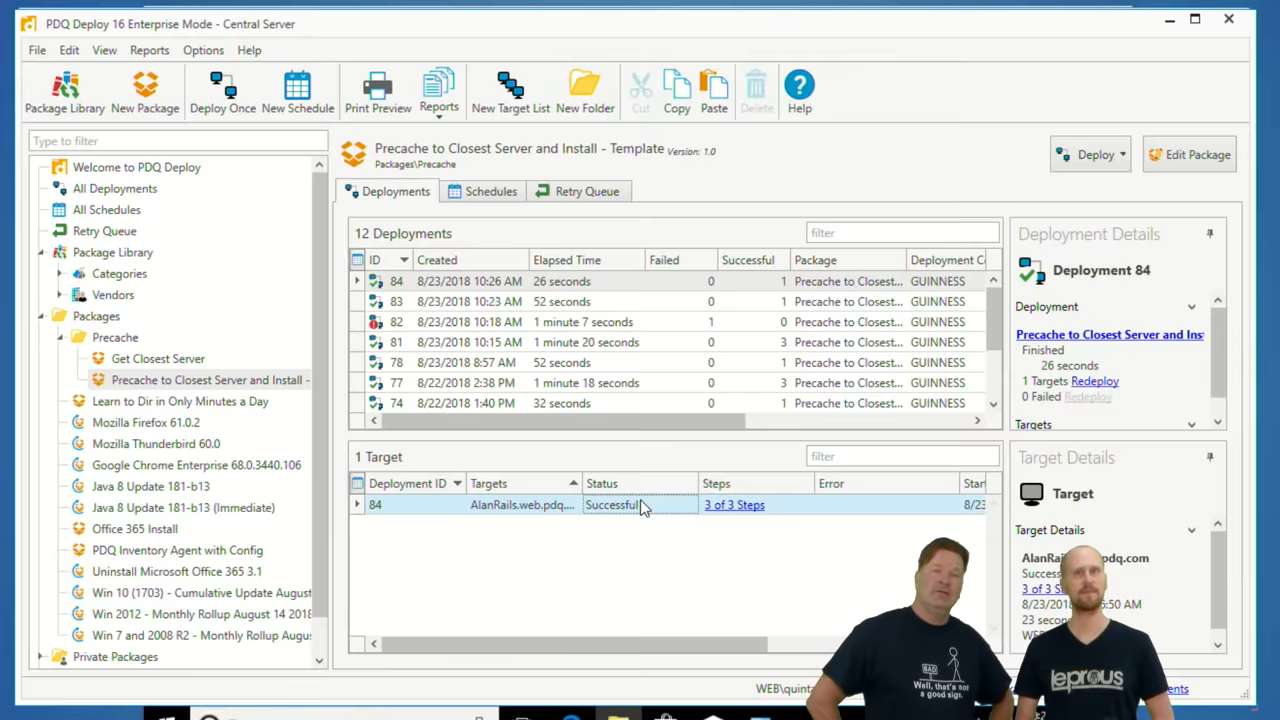 PDQ Deploy 16 Enterprise Mode - Central Server
File Edit View Reports Options Help
Package Library New Package Deploy Once New Schedule Print Preview Reports New Target List New Folder Cut Copy Paste Delete Help
Type to filter
Welcome to PDQ Deploy
All Deployments
All Schedules
Retry Queue
Package Library
Categories
Vendors
Packages
Precache
Get Closest Server
Precache to Closest Server and Install -
Learn to Dir in Only Minutes a Day
Mozilla Firefox 61.0.2
Mozilla Thunderbird 60.0
Google Chrome Enterprise 68.0.3440.106
Java 8 Update 181-b13
Java 8 Update 181-b13 (Immediate)
Office 365 Install
PDQ Inventory Agent with Config
Uninstall Microsoft Office 365 3.1
Win 10 (1703) - Cumulative Update August
Win 2012 - Monthly Rollup August 14 2018
Win 7 and 2008 R2 - Monthly Rollup Augus
Private Packages
Precache to Closest Server and Install - Template Version: 1.0
Packages\Precache
Deploy Edit Package
Deployments Schedules Retry Queue
12 Deployments filter
ID Created Elapsed Time Failed Successful Package Deployment C
84 8/23/2018 10:26 AM 26 seconds 0 1 Precache to Closest... GUINNESS
83 8/23/2018 10:23 AM 52 seconds 0 1 Precache to Closest... GUINNESS
82 8/23/2018 10:18 AM 1 minute 7 seconds 1 0 Precache to Closest... GUINNESS
81 8/23/2018 10:15 AM 1 minute 20 seconds 0 3 Precache to Closest... GUINNESS
78 8/23/2018 8:57 AM 52 seconds 0 1 Precache to Closest... GUINNESS
77 8/22/2018 2:38 PM 1 minute 18 seconds 0 3 Precache to Closest... GUINNESS
74 8/22/2018 1:40 PM 32 seconds 0 1 Precache to Closest... GUINNESS
1 Target filter
Deployment ID Targets Status Steps Error Star
84 AlanRails.web.pdq.... Successful 3 of 3 Steps 8/23
Deployment Details
Deployment 84
Deployment
Precache to Closest Server and Ins
Finished
26 seconds
1 Targets Redeploy
0 Failed Redeploy
Targets
Target Details
Target
Target Details
AlanRai pdq.com
Success
3 of 3 S
8/23/2018 :50 AM
23 secon
WEB
WEB\quint ents
BAD
Well, that's not
a good sign.
leprous